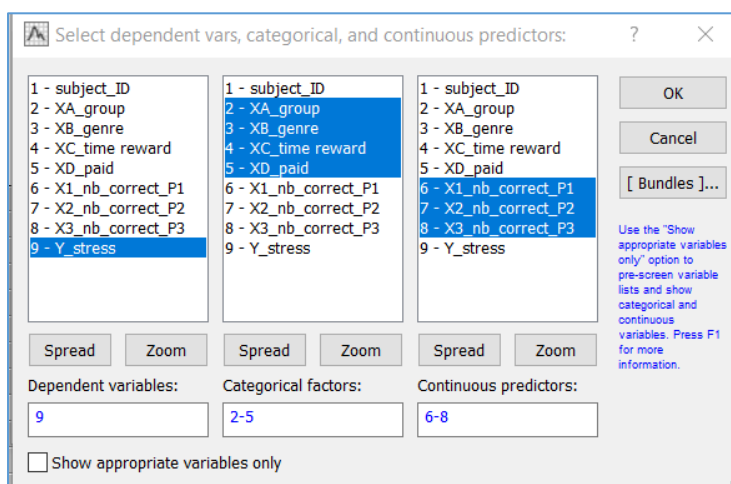 Select dependent vars, categorical, and continuous predictors:
?
1 - subject_ID
2 - XA_group
3 - XB_genre
4 - XC_time reward
5 - XD_paid
6 - X1_nb_correct_P1
7 - X2_nb_correct_P2
8 - X3_nb_correct_P3
9 - Y_stress
1 - subject_ID
2 - XA_group
3 - XB_genre
4 - XC_time reward
5 - XD_paid
6 - X1_nb_correct_P1
7 - X2_nb_correct_P2
8 - X3_nb_correct_P3
9 - Y_stress
1 - subject_ID
2 - XA_group
3 - XB_genre
4 - XC_time reward
5 - XD_paid
6 - X1_nb_correct_P1
7 - X2_nb_correct_P2
8 - X3_nb_correct_P3
9 - Y_stress
OK
Cancel
[ Bundles ]...
Use the "Show
appropriate variables
only" option to
pre-screen variable
lists and show
categorical and
continuous
variables. Press F1
for more
information.
Spread Zoom Spread Zoom Spread Zoom
Dependent variables: Categorical factors: Continuous predictors:
9 2-5 6-8
Show appropriate variables only